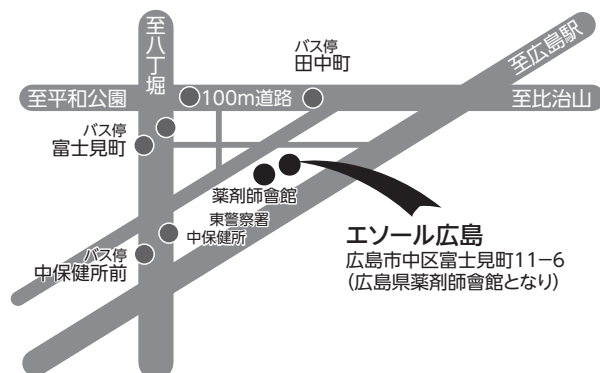 至八丁堀
バス停
田中町
至広島駅
至平和公園
100m道路
至比治山
バス停
富士見町
薬剤師會館
東警察署
中保健所
バス停
中保健所前
エソール広島
広島市中区富士見町11−6
(広島県薬剤師會館となり)